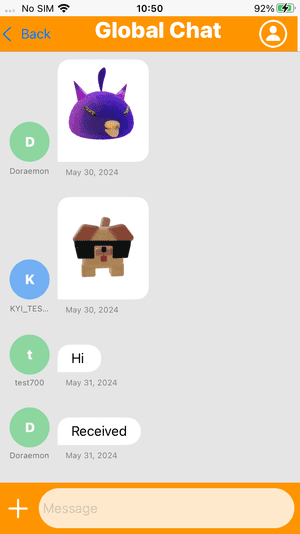 No SIM 10:50 92%
Back Global Chat
D
Doraemon May 30, 2024
K
KYI_TES... May 30, 2024
t
Hi
test700 May 31, 2024
D
Received
Doraemon May 31, 2024
Message